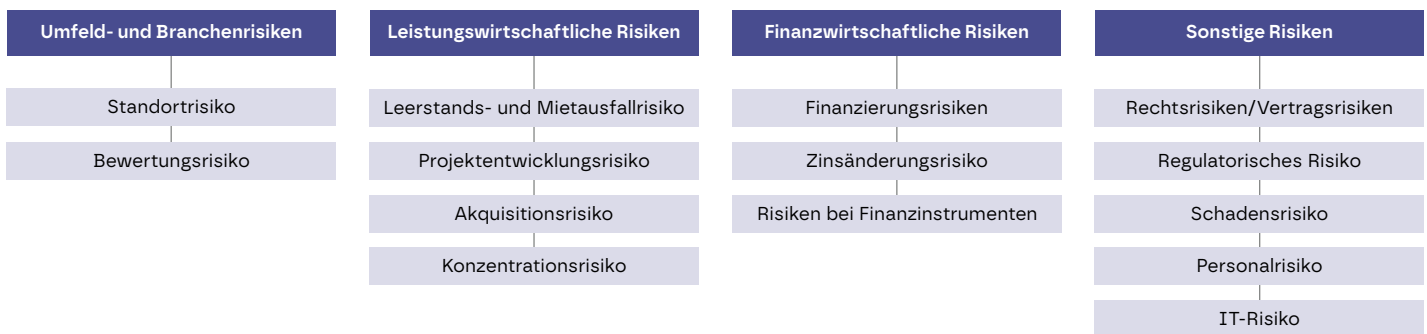 Umfeld- und Branchenrisiken
Standortrisiko
Bewertungsrisiko
Leistungswirtschaftliche Risiken
Leerstands- und Mietausfallrisiko
Projektentwicklungsrisiko
Akquisitionsrisiko
Konzentrationsrisiko
Finanzwirtschaftliche Risiken
Finanzierungsrisiken
Zinsänderungsrisiko
Risiken bei Finanzinstrumenten
Sonstige Risiken
Rechtsrisiken/Vertragsrisiken
Regulatorisches Risiko
Schadensrisiko
Personalrisiko
IT-Risiko